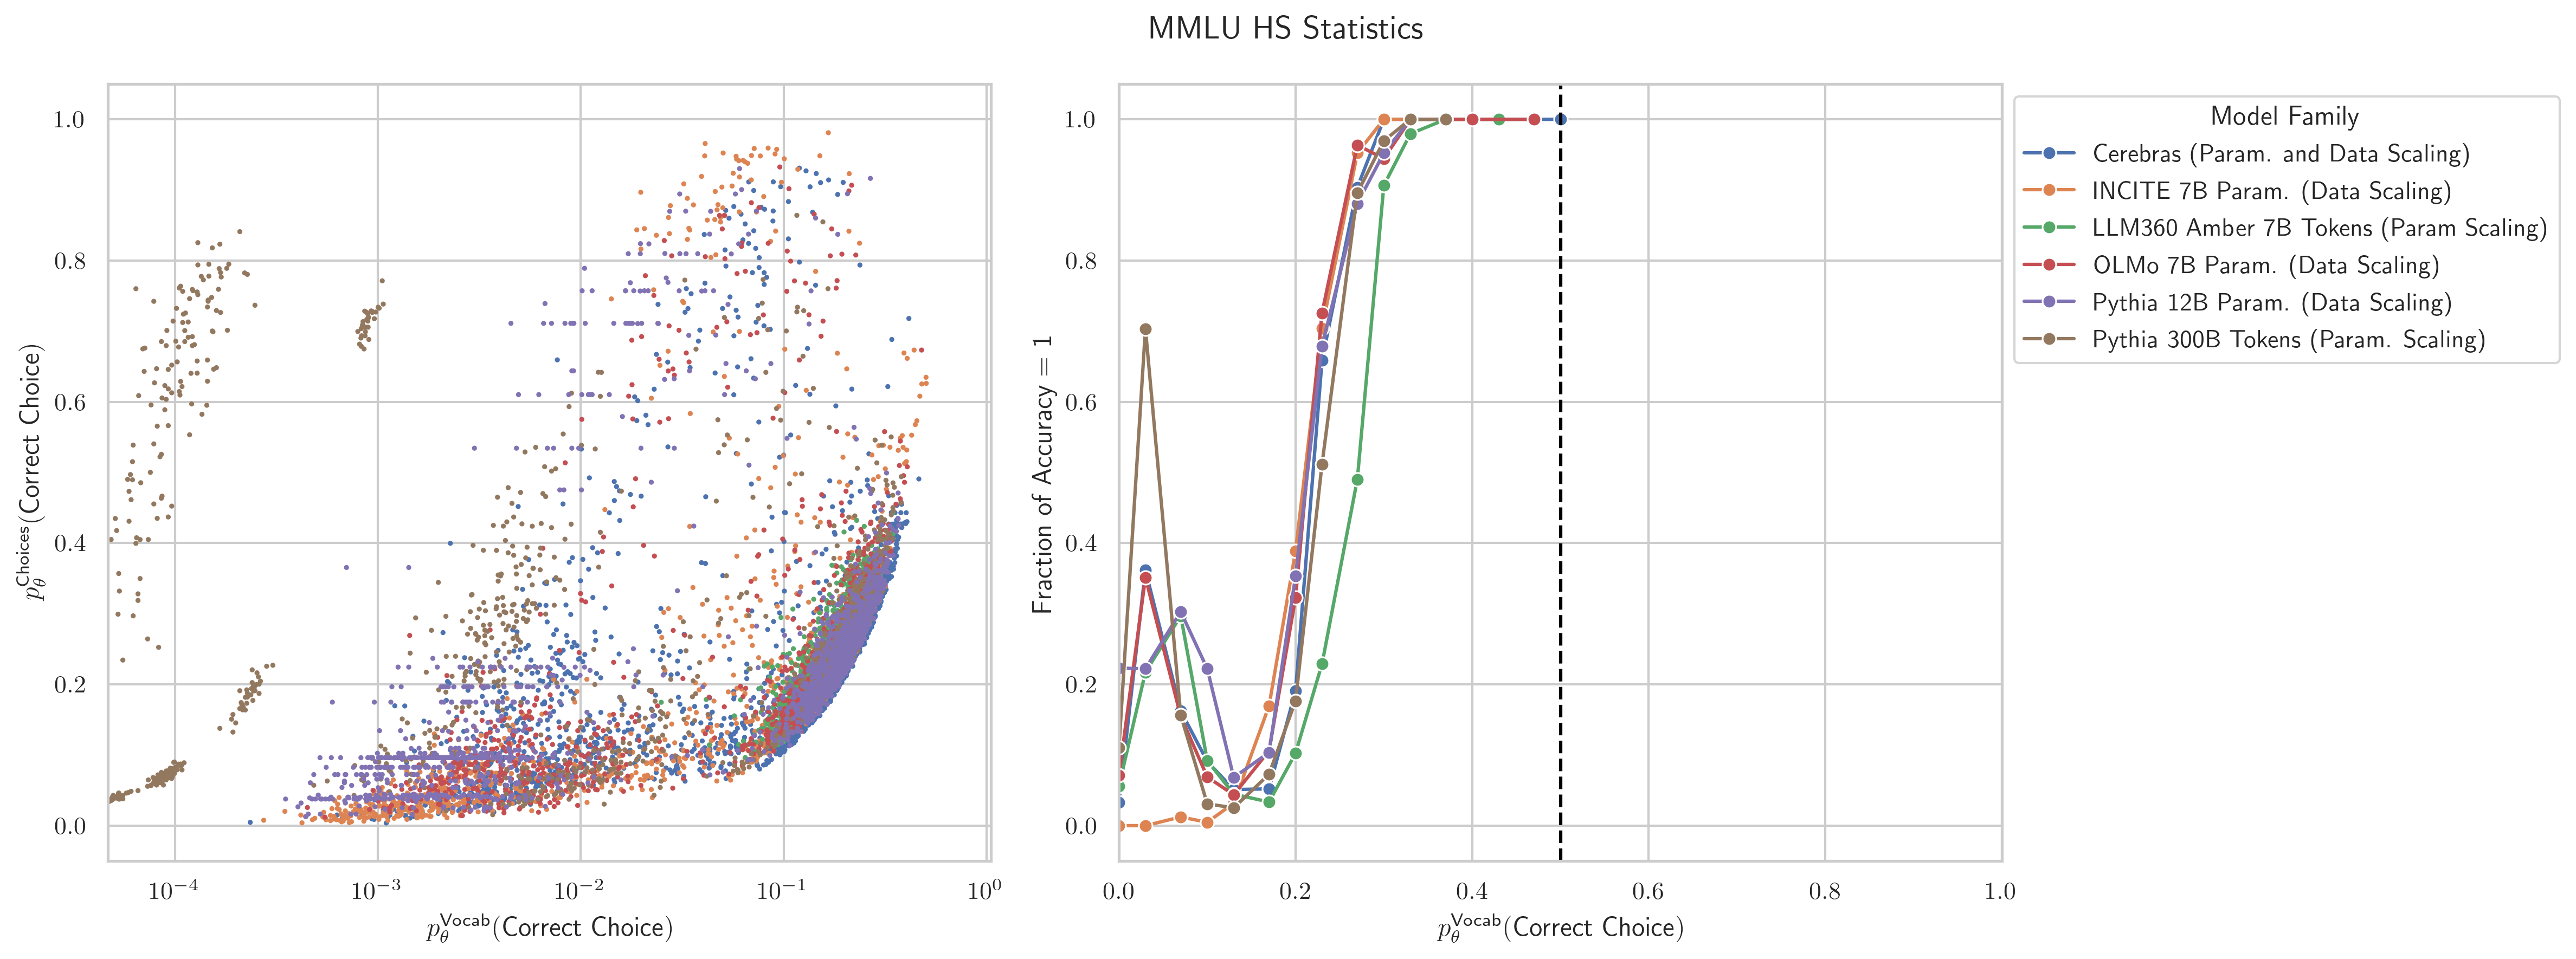 MMLU HS Statistics
1.0
0.8
0.6
0.4
0.2
0.0
p_θ^Choices(Correct Choice)
10^−4
10^−3
10^−2
10^−1
10^0
p_θ^Vocab(Correct Choice)
1.0
0.8
0.6
0.4
0.2
0.0
Fraction of Accuracy = 1
0.0
0.2
0.4
0.6
0.8
1.0
p_θ^Vocab(Correct Choice)
Model Family
Cerebras (Param. and Data Scaling)
INCITE 7B Param. (Data Scaling)
LLM360 Amber 7B Tokens (Param Scaling)
OLMo 7B Param. (Data Scaling)
Pythia 12B Param. (Data Scaling)
Pythia 300B Tokens (Param. Scaling)